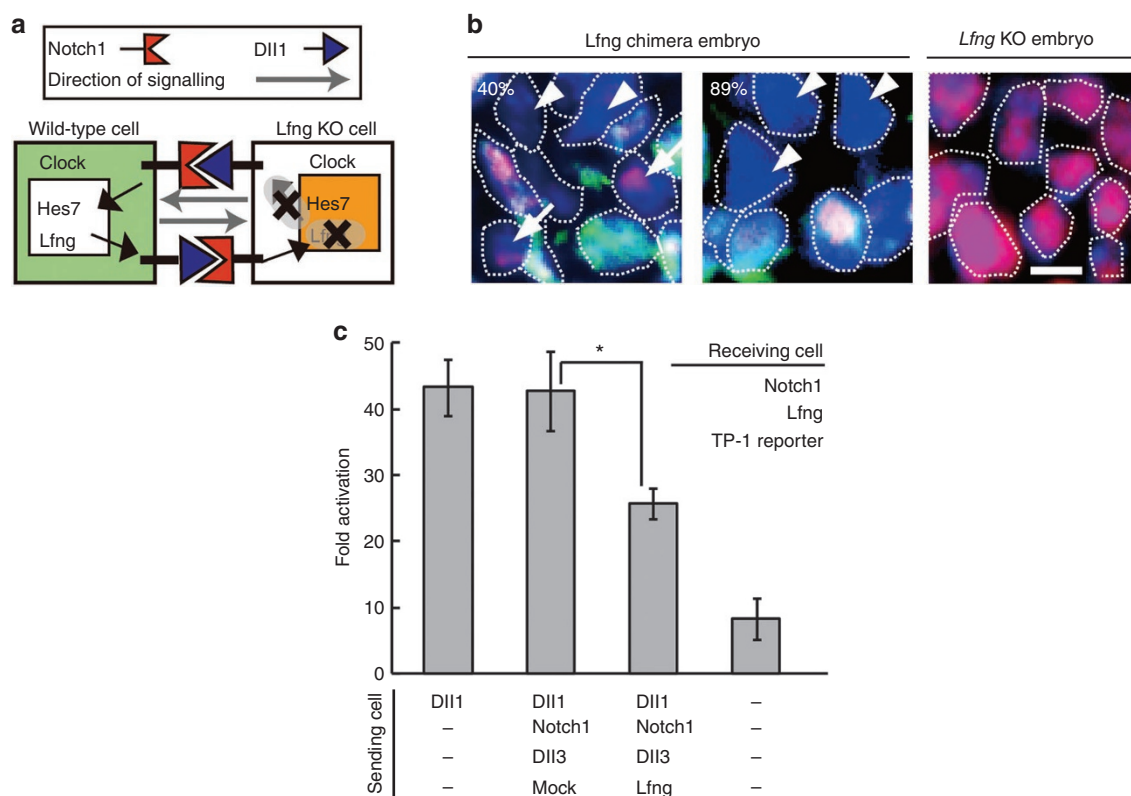 a
Notch1
Dll1
Direction of signalling
Wild-type cell
Lfng KO cell
Clock
Hes7
Lfng
Clock
Hes7
b
Lfng chimera embryo
Lfng KO embryo
40%
89%
c
Fold activation
50
40
30
20
10
0
*
Receiving cell
Notch1
Lfng
TP-1 reporter
Sending cell
Dll1 Dll1 Dll1 –
– Notch1 Notch1 –
– Dll3 Dll3 –
– Mock Lfng –